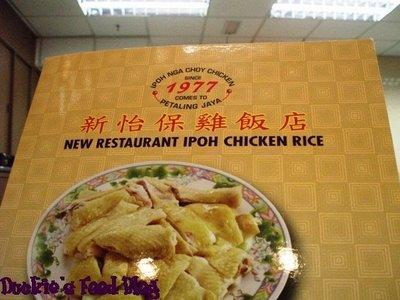 IPOH NGA CHOY CHICKEN
SINCE
1977
COMES TO
PETALING JAYA
新怡保雞飯店
NEW RESTAURANT IPOH CHICKEN RICE
Dookie's Food Blog